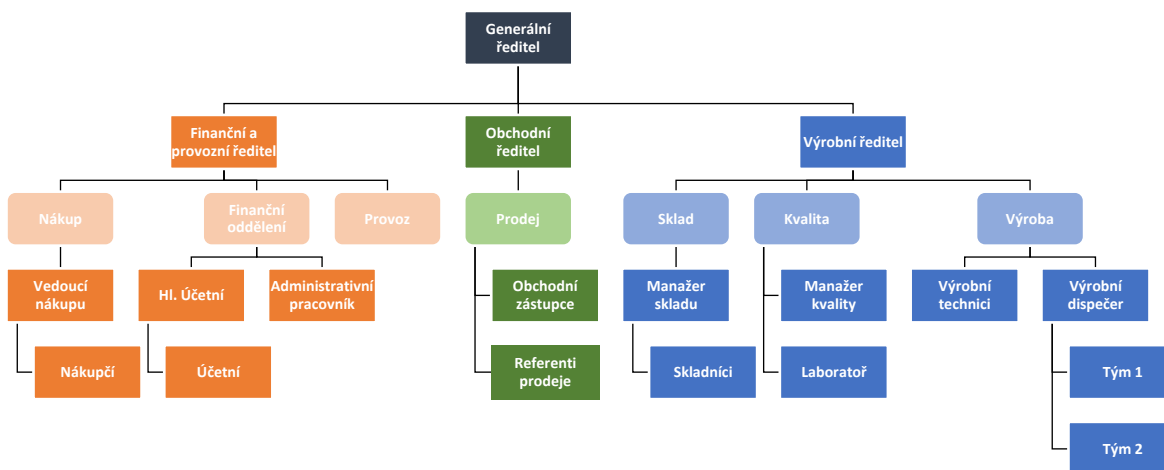 Generální
ředitel
Finanční a
provozní ředitel
Obchodní
ředitel
Výrobní ředitel
Nákup
Finanční
oddělení
Provoz
Prodej
Sklad
Kvalita
Výroba
Vedoucí
nákupu
Hl. Účetní
Administrativní
pracovník
Obchodní
zástupce
Manažer
skladu
Manažer
kvality
Výrobní
technici
Výrobní
dispečer
Nákupčí
Účetní
Referenti
prodeje
Skladníci
Laboratoř
Tým 1
Tým 2